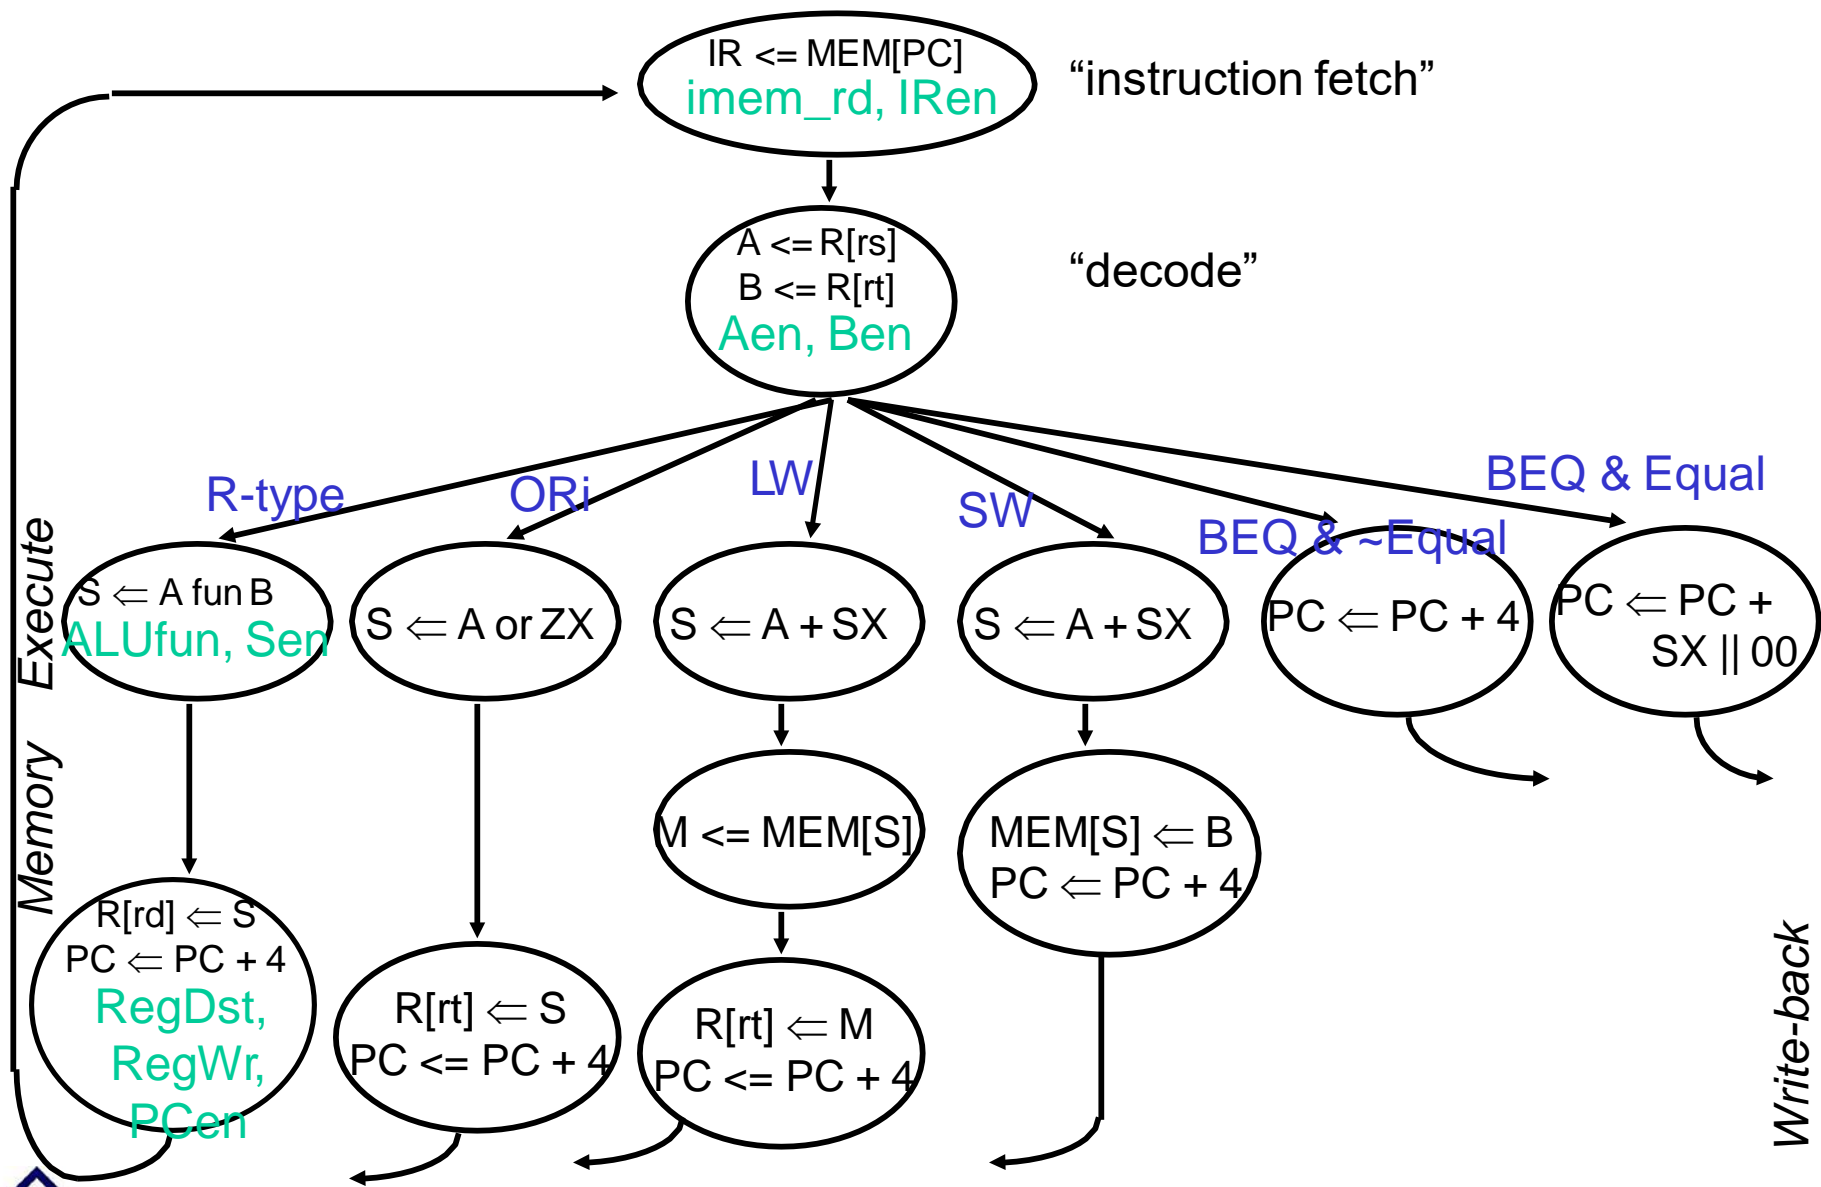 IR <= MEM[PC]
imem_rd, IRen
“instruction fetch”
A <= R[rs]
B <= R[rt]
Aen, Ben
“decode”
R-type
ORi
LW
SW
BEQ & ~Equal
BEQ & Equal
Execute
S ⇐ A fun B
ALUfun, Sen
S ⇐ A or ZX
S ⇐ A + SX
S ⇐ A + SX
PC ⇐ PC + 4
PC ⇐ PC +
SX || 00
Memory
M <= MEM[S]
MEM[S] ⇐ B
PC ⇐ PC + 4
R[rd] ⇐ S
PC ⇐ PC + 4
RegDst,
RegWr,
PCen
R[rt] ⇐ S
PC <= PC + 4
R[rt] ⇐ M
PC <= PC + 4
Write-back